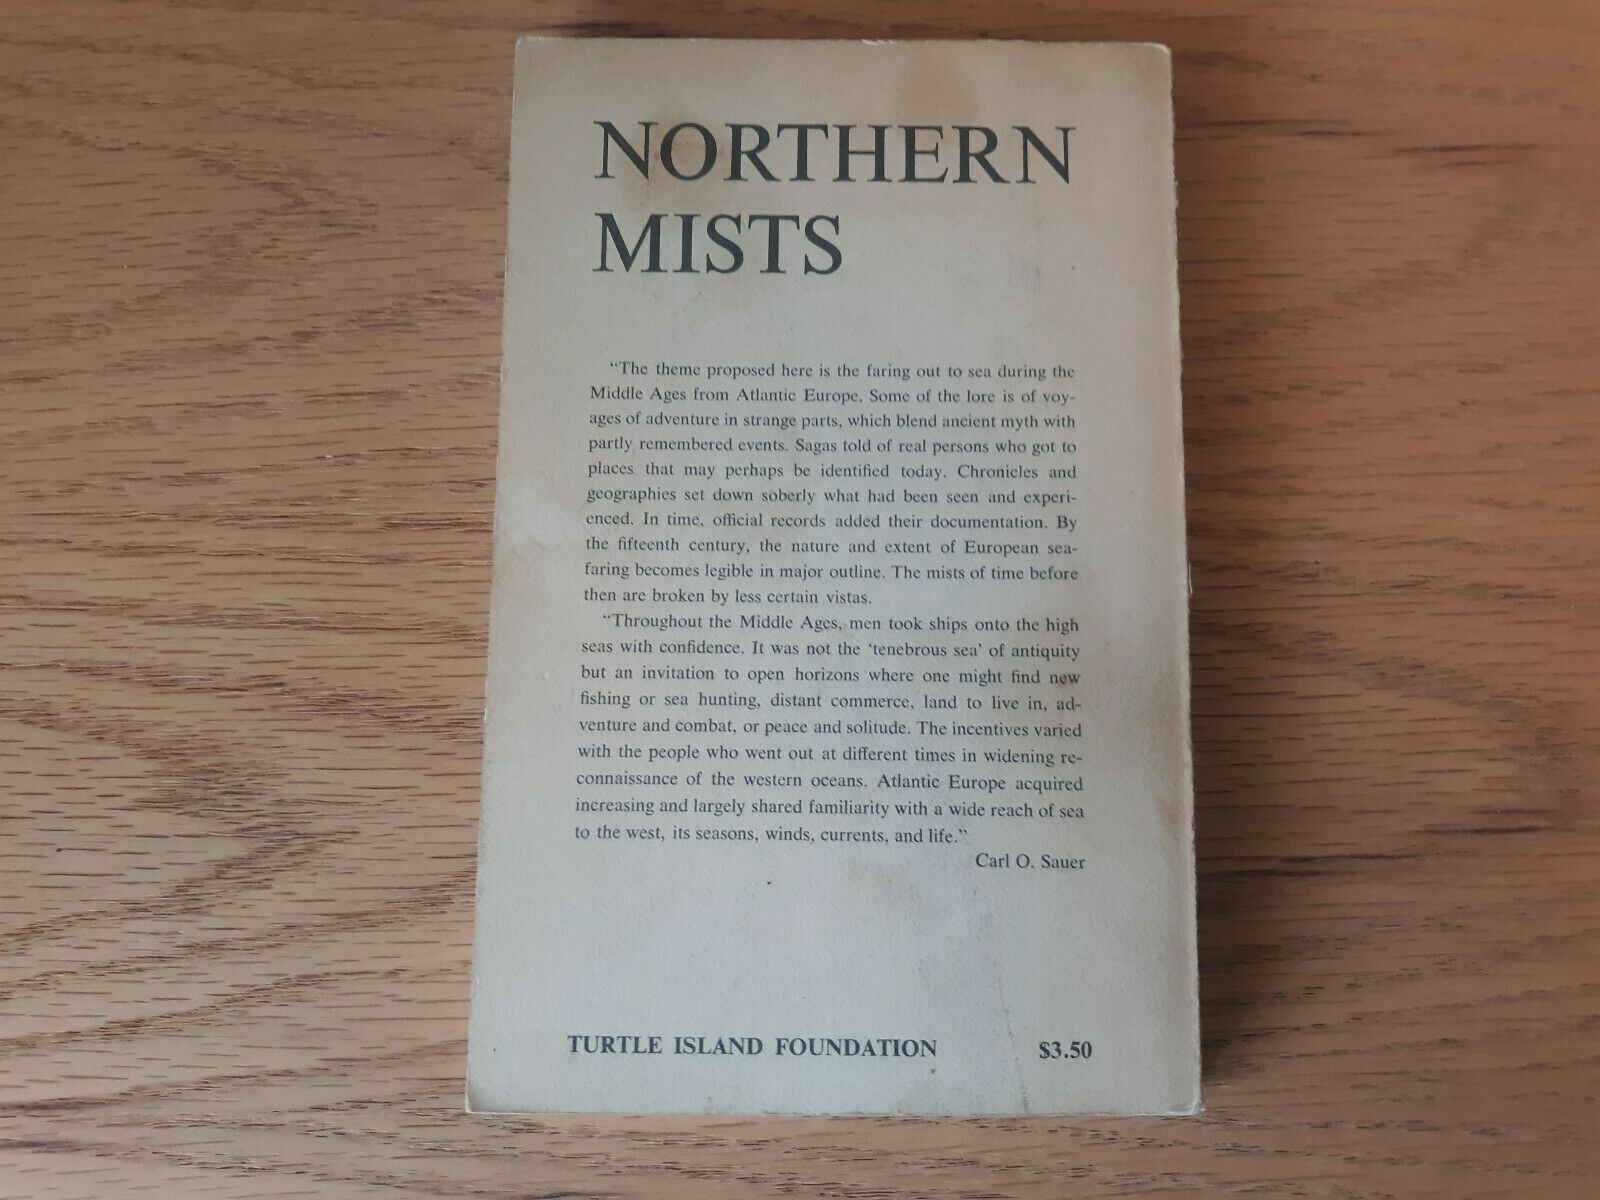 NORTHERN
MISTS
“The theme proposed here is the faring out to sea during the
Middle Ages from Atlantic Europe. Some of the lore is of voy-
ages of adventure in strange parts, which blend ancient myth with
partly remembered events. Sagas told of real persons who got to
places that may perhaps be identified today. Chronicles and
geographies set down soberly what had been seen and experi-
enced. In time, official records added their documentation. By
the fifteenth century, the nature and extent of European sea-
faring becomes legible in major outline. The mists of time before
then are broken by less certain vistas.
“Throughout the Middle Ages, men took ships onto the high
seas with confidence. It was not the ‘tenebrous sea’ of antiquity
but an invitation to open horizons where one might find new
fishing or sea hunting, distant commerce, land to live in, ad-
venture and combat, or peace and solitude. The incentives varied
with the people who went out at different times in widening re-
connaissance of the western oceans. Atlantic Europe acquired
increasing and largely shared familiarity with a wide reach of sea
to the west, its seasons, winds, currents, and life.”
Carl O. Sauer
TURTLE ISLAND FOUNDATION $3.50